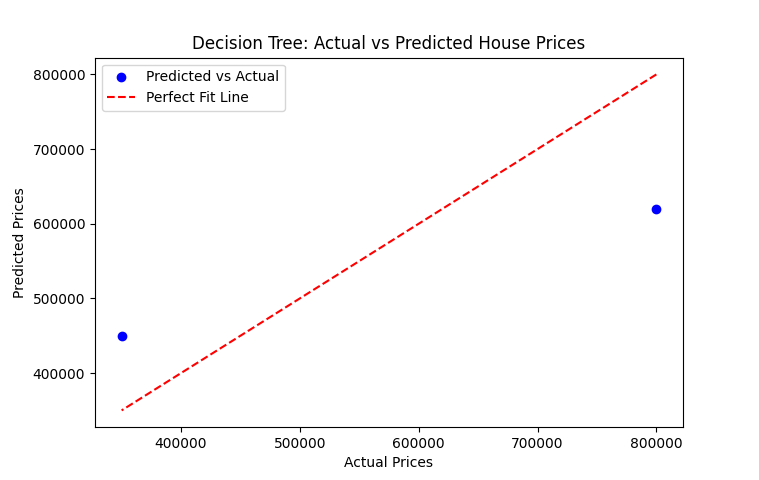 Decision Tree: Actual vs Predicted House Prices
Predicted vs Actual
Perfect Fit Line
800000
700000
600000
500000
400000
Predicted Prices
400000 500000 600000 700000 800000
Actual Prices